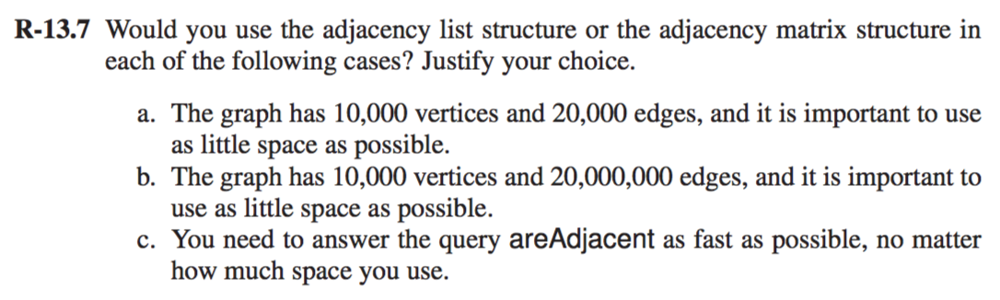 R-13.7 Would you use the adjacency list structure or the adjacency matrix structure in
each of the following cases? Justify your choice.
a. The graph has 10,000 vertices and 20,000 edges, and it is important to use
as little space as possible.
b. The graph has 10,000 vertices and 20,000,000 edges, and it is important to
use as little space as possible.
c. You need to answer the query areAdjacent as fast as possible, no matter
how much space you use.